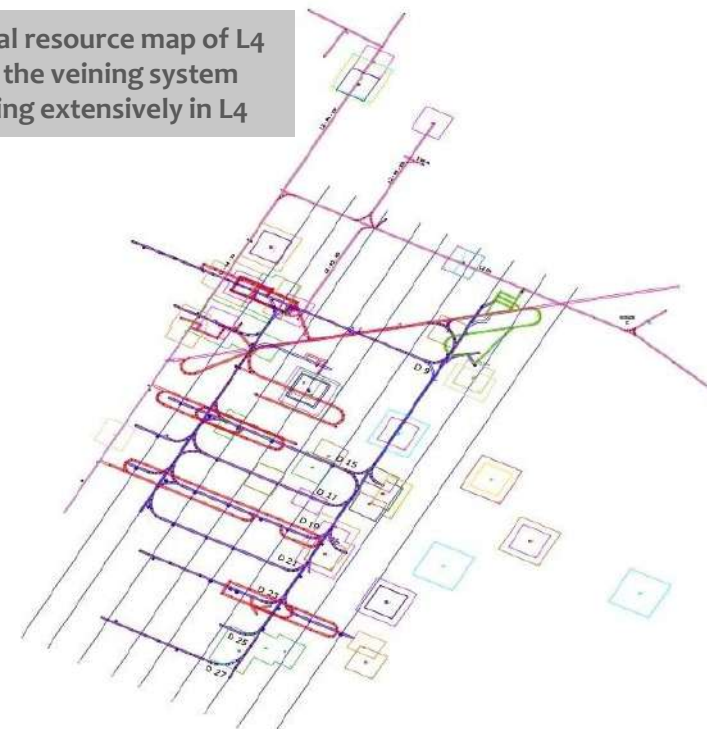 al resource map of L4
the veining system
ing extensively in L4
D 9
D 15
D 17
D 19
D 21
D 23
D 25
D 27